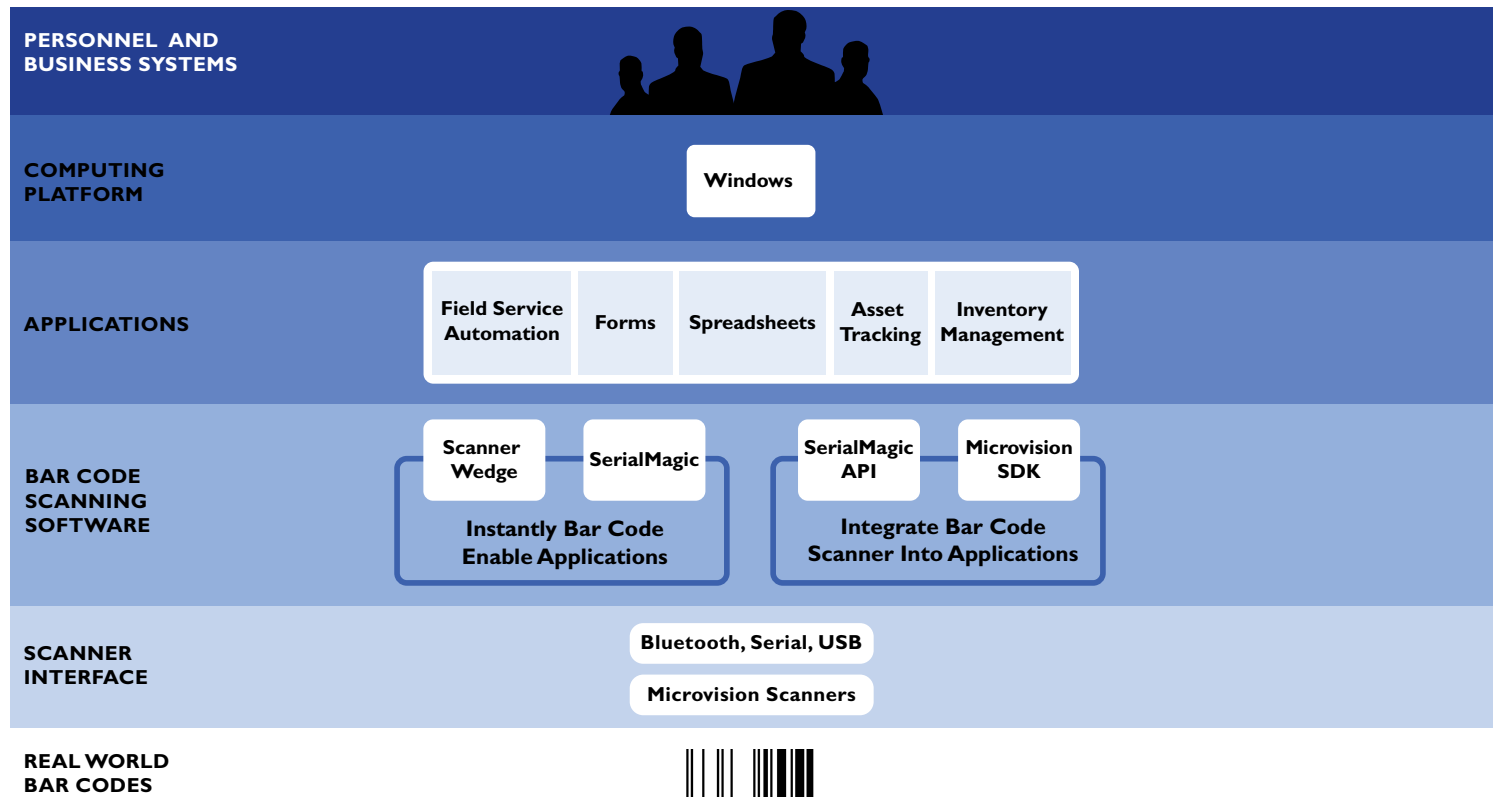 PERSONNEL AND
BUSINESS SYSTEMS
COMPUTING
PLATFORM
Windows
APPLICATIONS
Field Service
Automation
Forms
Spreadsheets
Asset
Tracking
Inventory
Management
BAR CODE
SCANNING
SOFTWARE
Scanner
Wedge
SerialMagic
Instantly Bar Code
Enable Applications
SerialMagic
API
Microvision
SDK
Integrate Bar Code
Scanner Into Applications
SCANNER
INTERFACE
Bluetooth, Serial, USB
Microvision Scanners
REAL WORLD
BAR CODES